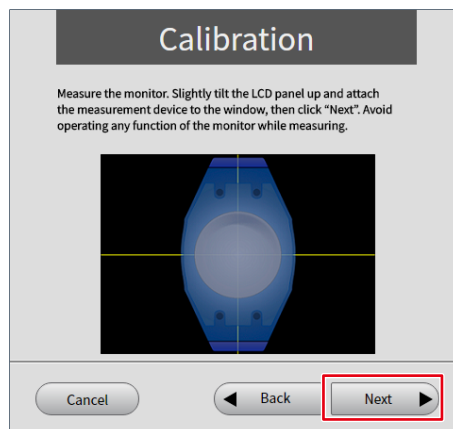 Calibration
Measure the monitor. Slightly tilt the LCD panel up and attach
the measurement device to the window, then click “Next”. Avoid
operating any function of the monitor while measuring.
Cancel
Back
Next